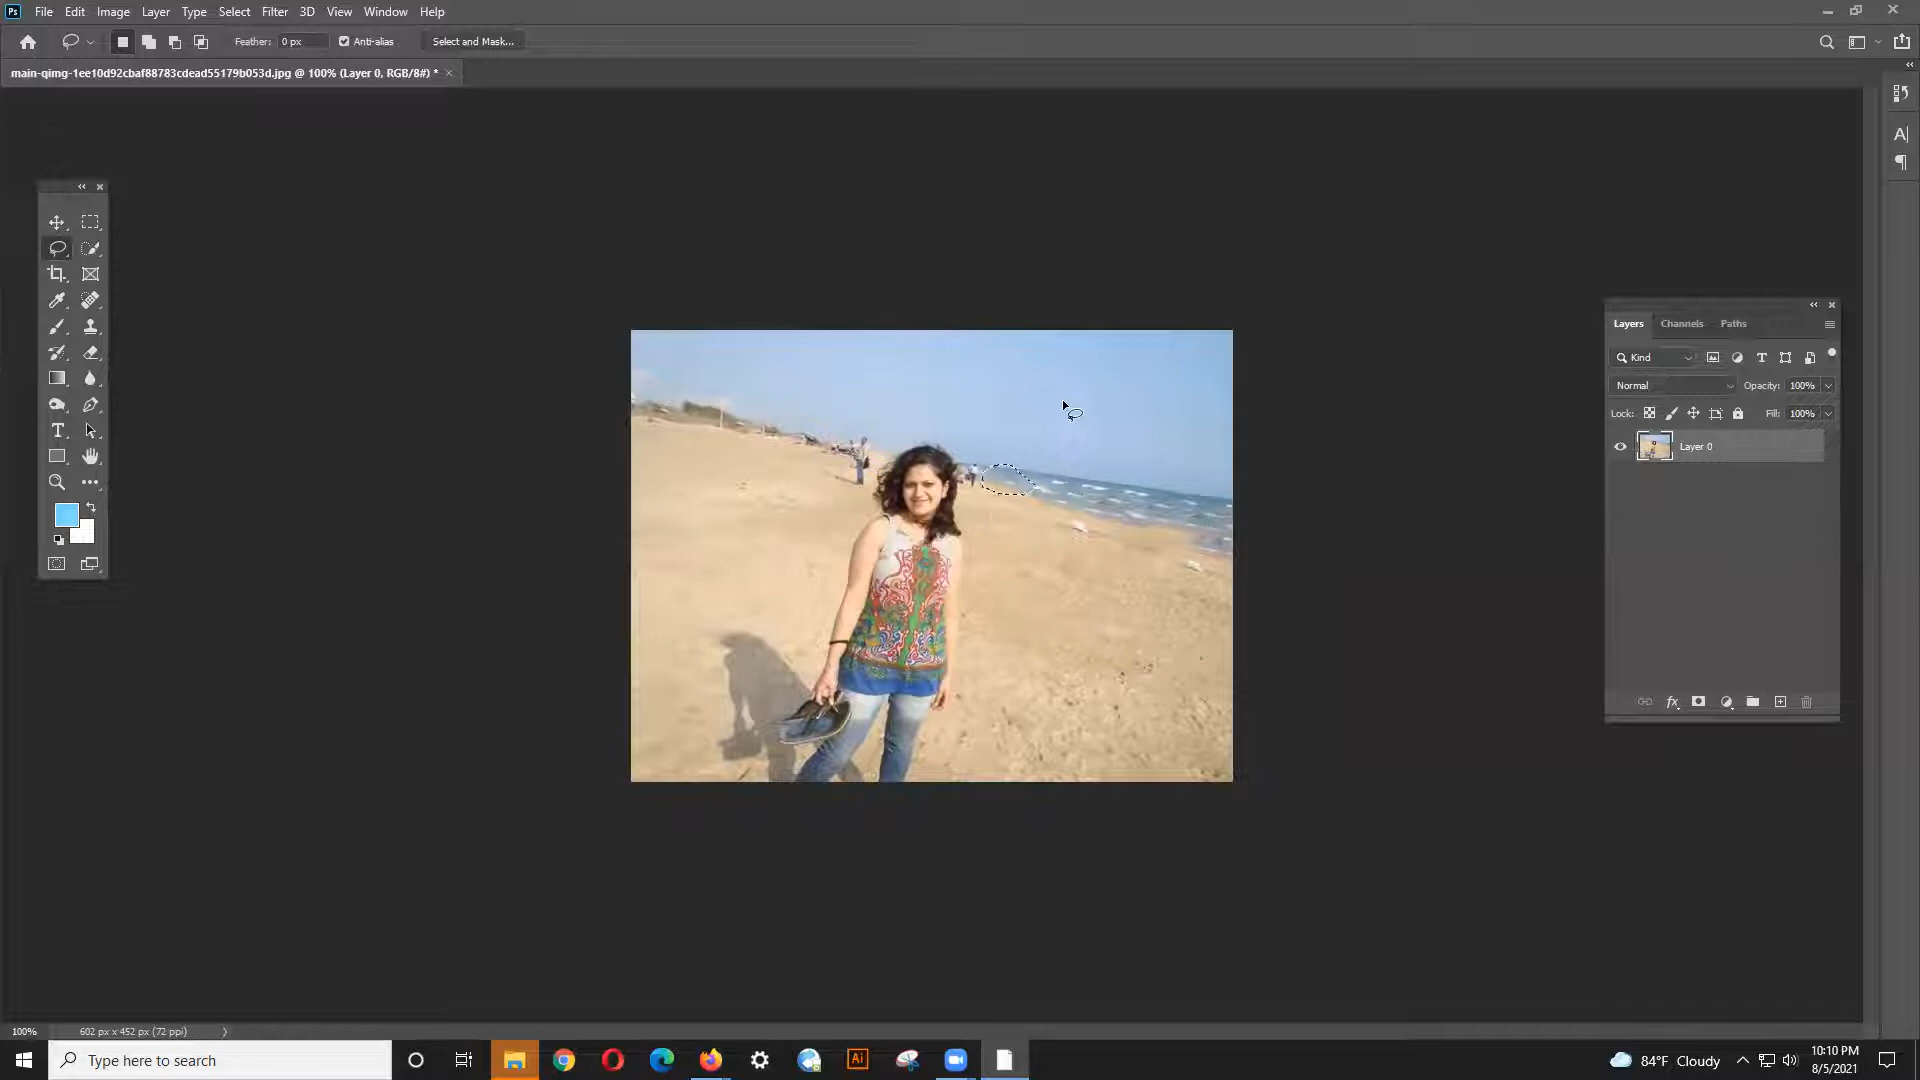 Ps File Edit Image Layer Type Select Filter 3D View Window Help
Feather: 0 px Anti-alias Select and Mask...
main-qimg-1ee10d92cbaf88783cdead55179b053d.jpg @ 100% (Layer 0, RGB/8#) * ×
Layers Channels Paths
Kind
Normal Opacity: 100%
Lock: Fill: 100%
Layer 0
fx
100% 602 px x 452 px (72 ppi)
Type here to search
Ai
84°F Cloudy
10:10 PM
8/5/2021